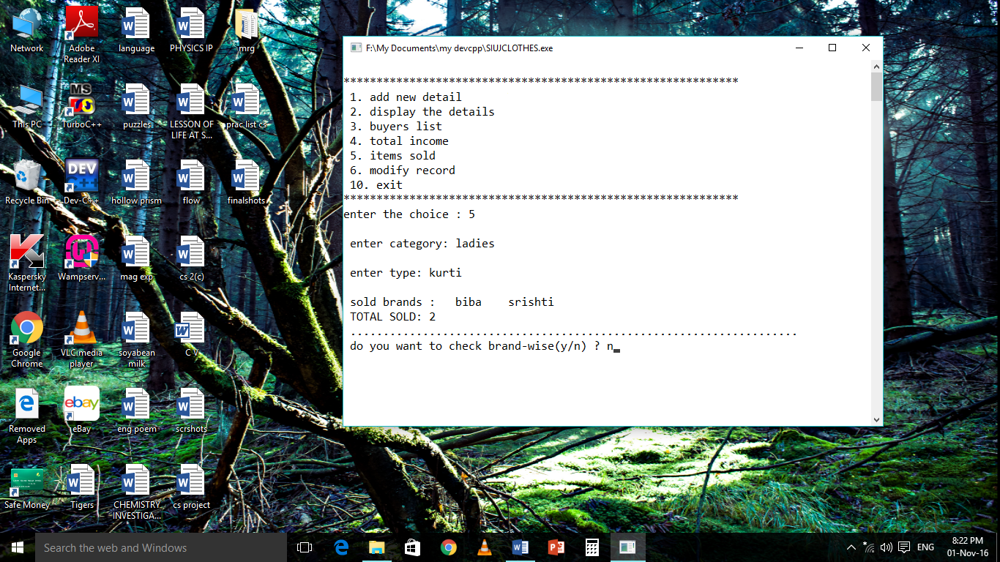 Network
Adobe
Reader XI
language
PHYSICS IP
mrg
This PC
MS
TurboC++
puzzles
LESSON OF
LIFE AT S...
prac list cs
Recycle Bin
DEV
C++
Dev-C++
hollow prism
flow
finalshots
Kaspersky
Internet...
Wampserv...
mag exp
cs 2(c)
Google
Chrome
VLC media
player
soyabean
milk
C V
Removed
Apps
ebay
eBay
eng poem
scrshots
Safe Money
Tigers
CHEMISTRY
INVESTIGA...
cs project
F:\My Documents\my devcpp\SIUJCLOTHES.exe
************************************************************
1. add new detail
2. display the details
3. buyers list
4. total income
5. items sold
6. modify record
10. exit
************************************************************
enter the choice : 5
enter category: ladies
enter type: kurti
sold brands :   biba    srishti
TOTAL SOLD: 2
....................................................................
do you want to check brand-wise(y/n) ? n
Search the web and Windows
ENG
8:22 PM
01-Nov-16